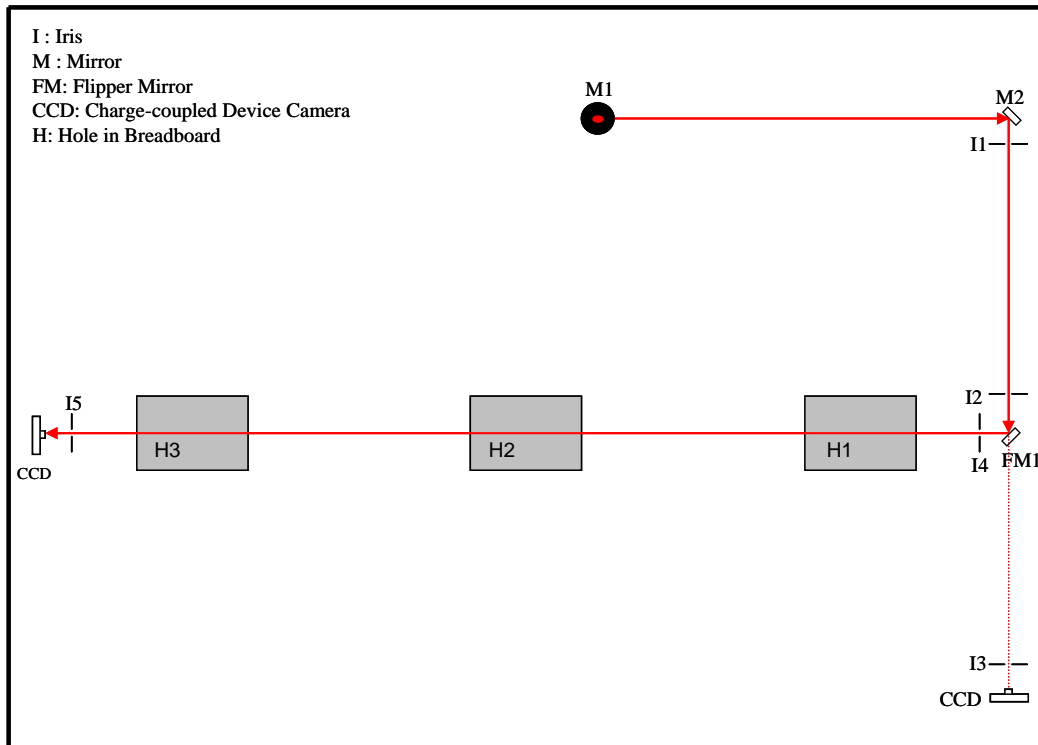 I : Iris
M : Mirror
FM: Flipper Mirror
CCD: Charge-coupled Device Camera
H: Hole in Breadboard
M1
M2
I1
I2
I5
H3
H2
H1
I4
FM1
CCD
I3
CCD